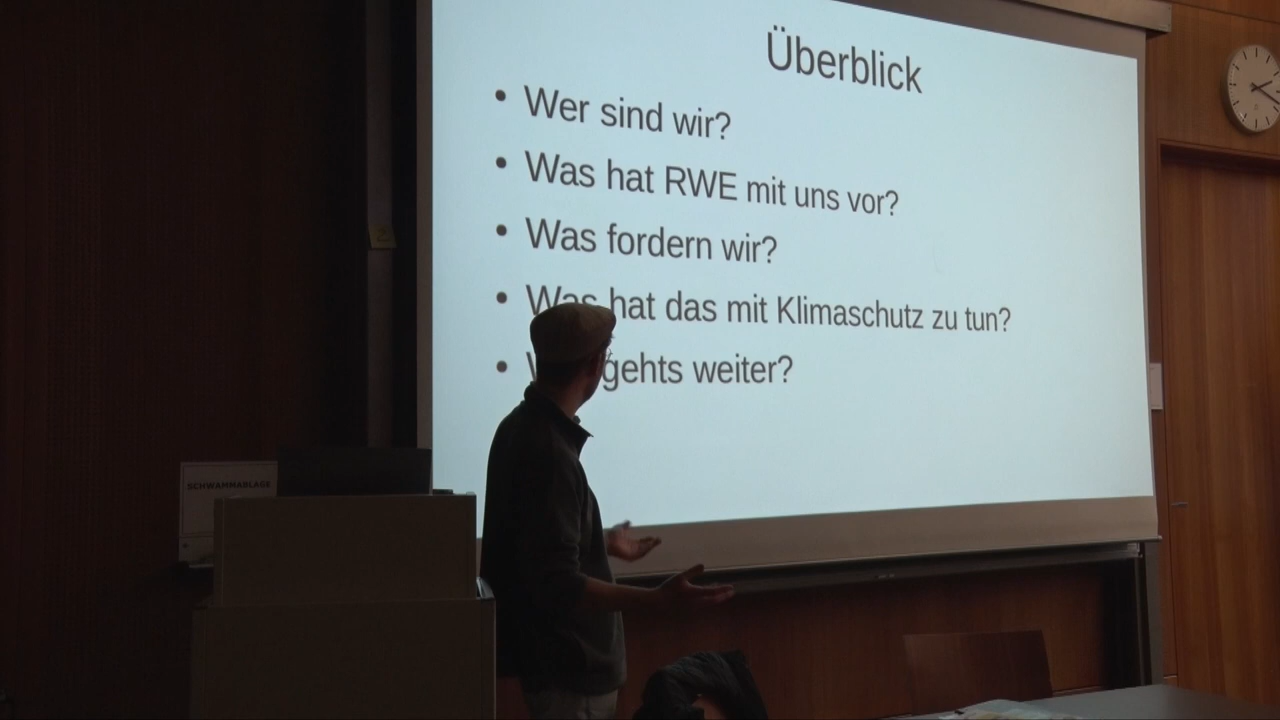 Überblick
• Wer sind wir?
• Was hat RWE mit uns vor?
• Was fordern wir?
• Was hat das mit Klimaschutz zu tun?
• gehts weiter?
SCHWAMMABLAGE